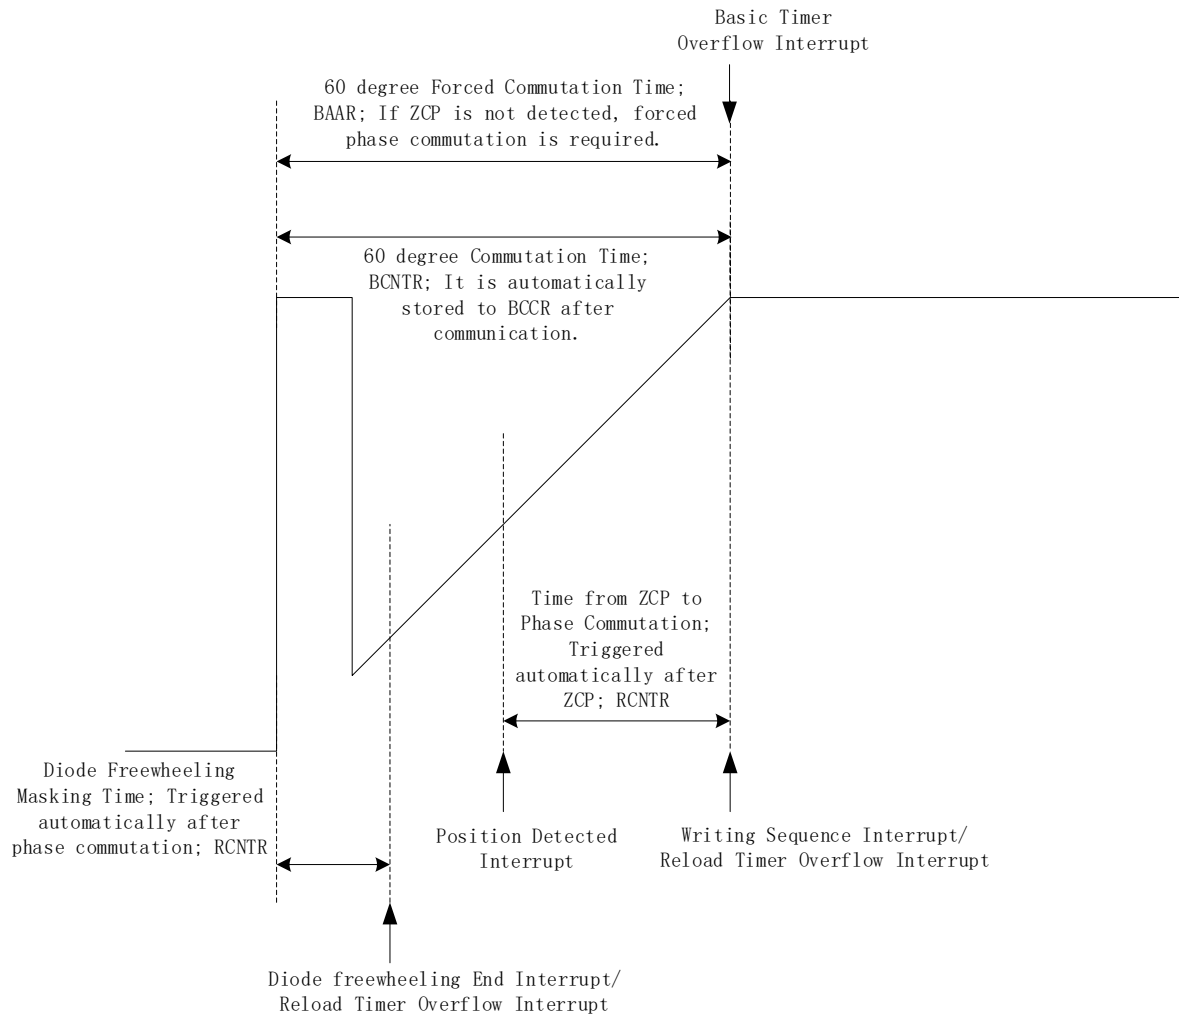 Basic Timer
Overflow Interrupt
60 degree Forced Commutation Time;
BAAR; If ZCP is not detected, forced
phase commutation is required.
60 degree Commutation Time;
BCNTR; It is automatically
stored to BCCR after
communication.
Time from ZCP to
Phase Commutation;
Triggered
automatically after
ZCP; RCNTR
Diode Freewheeling
Masking Time; Triggered
automatically after
phase commutation; RCNTR
Position Detected
Interrupt
Writing Sequence Interrupt/
Reload Timer Overflow Interrupt
Diode freewheeling End Interrupt/
Reload Timer Overflow Interrupt